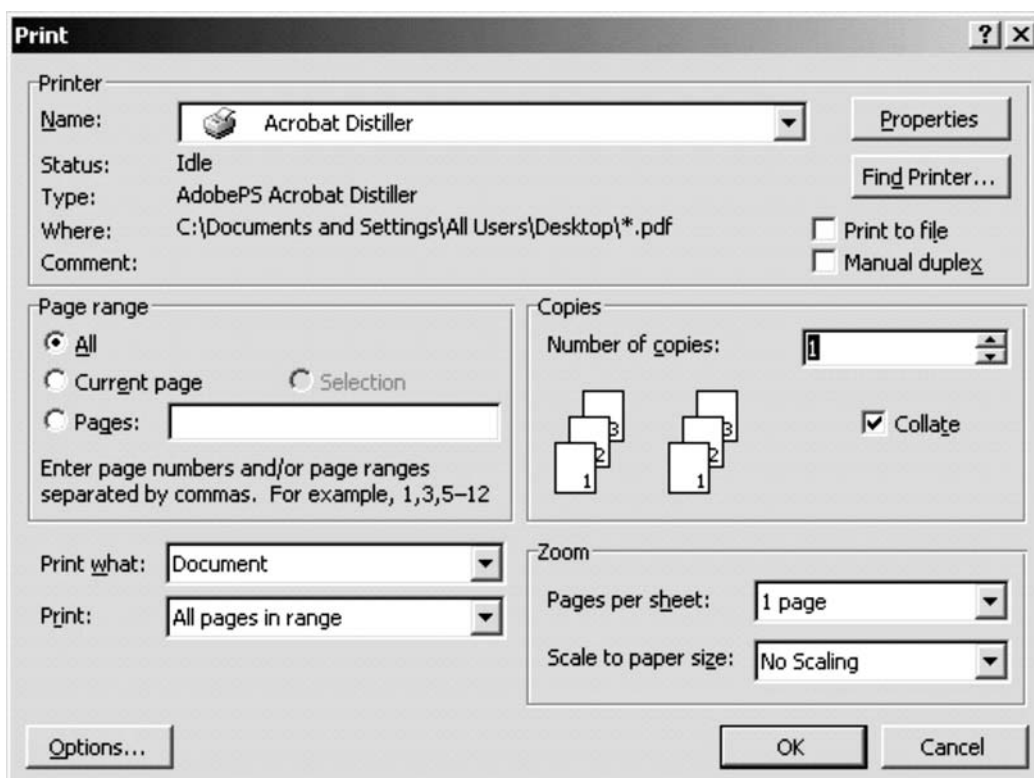 Print
Printer
Name: Acrobat Distiller Properties
Status: Idle Find Printer...
Type: AdobePS Acrobat Distiller
Where: C:\Documents and Settings\All Users\Desktop\*.pdf Print to file
Comment: Manual duplex
Page range
All
Current page Selection
Pages:
Enter page numbers and/or page ranges
separated by commas. For example, 1,3,5–12
Copies
Number of copies: 1
3 3
2 2
1 1
Collate
Print what: Document
Print: All pages in range
Zoom
Pages per sheet: 1 page
Scale to paper size: No Scaling
Options... OK Cancel